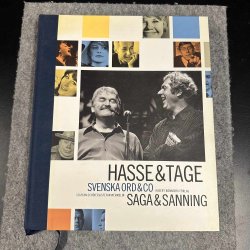 HASSE & TAGE
SVENSKA ORD & CO
SAGA & SANNING